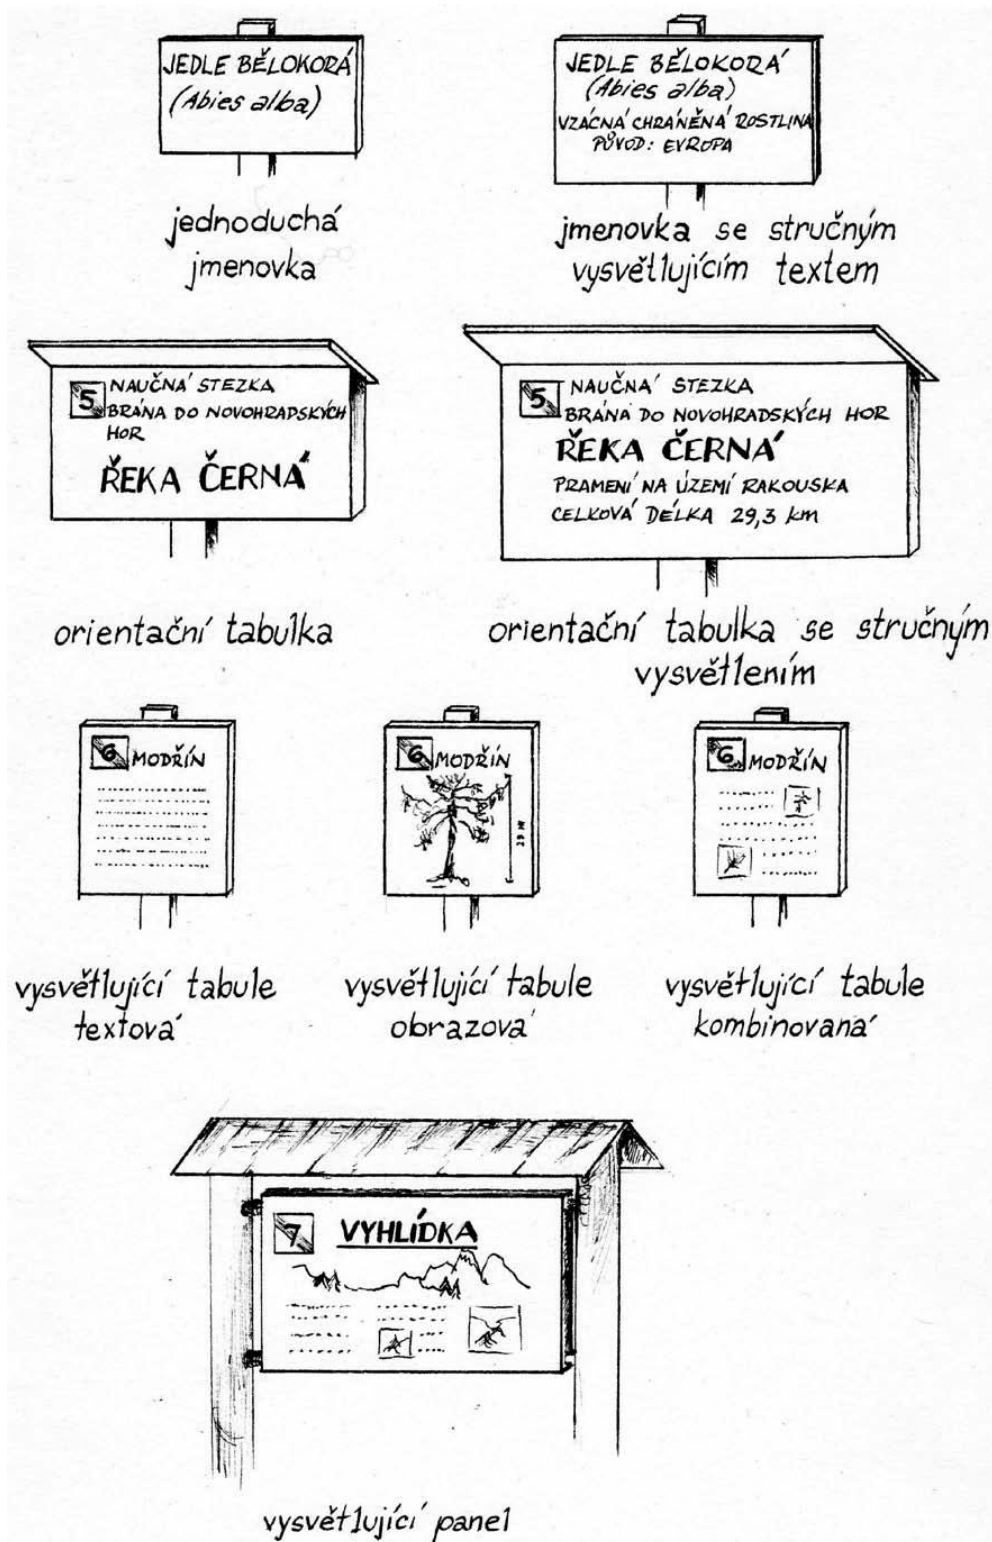 JEDLE BĚLOKORÁ
(Abies alba)
jednoduchá
jmenovka
JEDLE BĚLOKORÁ
(Abies alba)
VZÁCNÁ CHRÁNĚNÁ ROSTLINA
PŮVOD: EVROPA
jmenovka se stručným
vysvětlujícím textem
5 NAUČNÁ STEZKA
BRÁNA DO NOVOHRADSKÝCH
HOR
ŘEKA ČERNÁ
orientační tabulka
5 NAUČNÁ STEZKA
BRÁNA DO NOVOHRADSKÝCH HOR
ŘEKA ČERNÁ
PRAMENÍ NA ÚZEMÍ RAKOUSKA
CELKOVÁ DÉLKA 29,3 km
orientační tabulka se stručným
vysvětlením
6 MODŘÍN
vysvětlující tabule
textová
6 MODŘÍN
vysvětlující tabule
obrazová
6 MODŘÍN
vysvětlující tabule
kombinovaná
7 VYHLÍDKA
vysvětlující panel